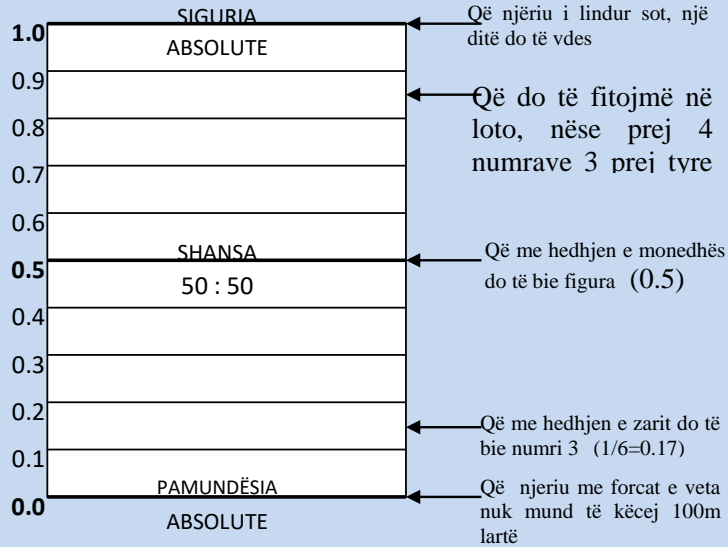 SIGURIA
1.0
ABSOLUTE
Që njëriu i lindur sot, një
ditë do të vdes
0.9
Që do të fitojmë në
loto, nëse prej 4
numrave 3 prej tyre
0.8
0.7
0.6
SHANSA
0.5
50 : 50
Që me hedhjen e monedhës
do të bie figura (0.5)
0.4
0.3
0.2
Që me hedhjen e zarit do të
bie numri 3 (1/6=0.17)
0.1
PAMUNDËSIA
0.0
ABSOLUTE
Që njeriu me forcat e veta
nuk mund të këcej 100m
lartë